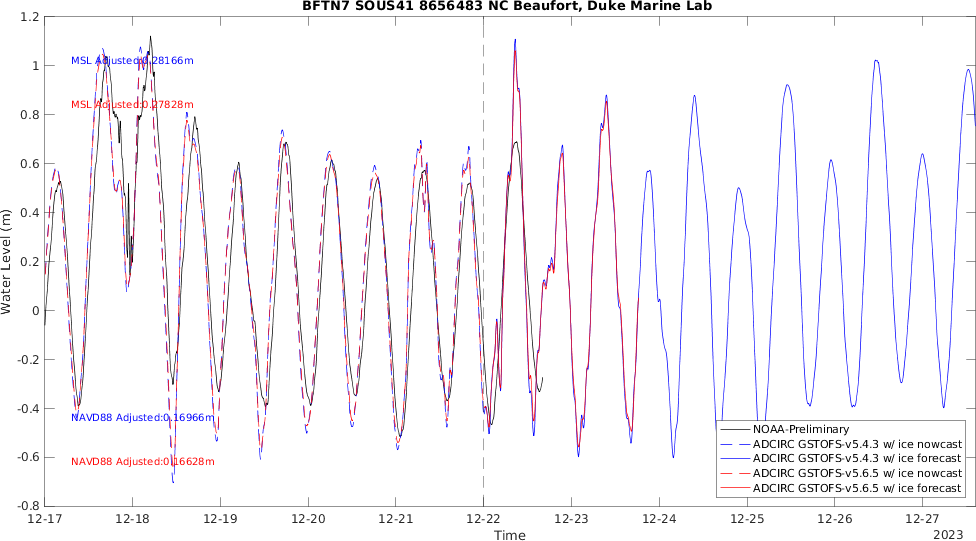 BFTN7 SOUS41 8656483 NC Beaufort, Duke Marine Lab
Water Level (m)
1.2
1
0.8
0.6
0.4
0.2
0
-0.2
-0.4
-0.6
-0.8
MSL Adjusted:0.28166m
MSL Adjusted:0.27828m
NAVD88 Adjusted:0.16966m
NAVD88 Adjusted:0.16628m
NOAA-Preliminary
ADCIRC GSTOFS-v5.4.3 w/ ice nowcast
ADCIRC GSTOFS-v5.4.3 w/ ice forecast
ADCIRC GSTOFS-v5.6.5 w/ ice nowcast
ADCIRC GSTOFS-v5.6.5 w/ ice forecast
12-17 12-18 12-19 12-20 12-21 12-22 12-23 12-24 12-25 12-26 12-27
Time
2023